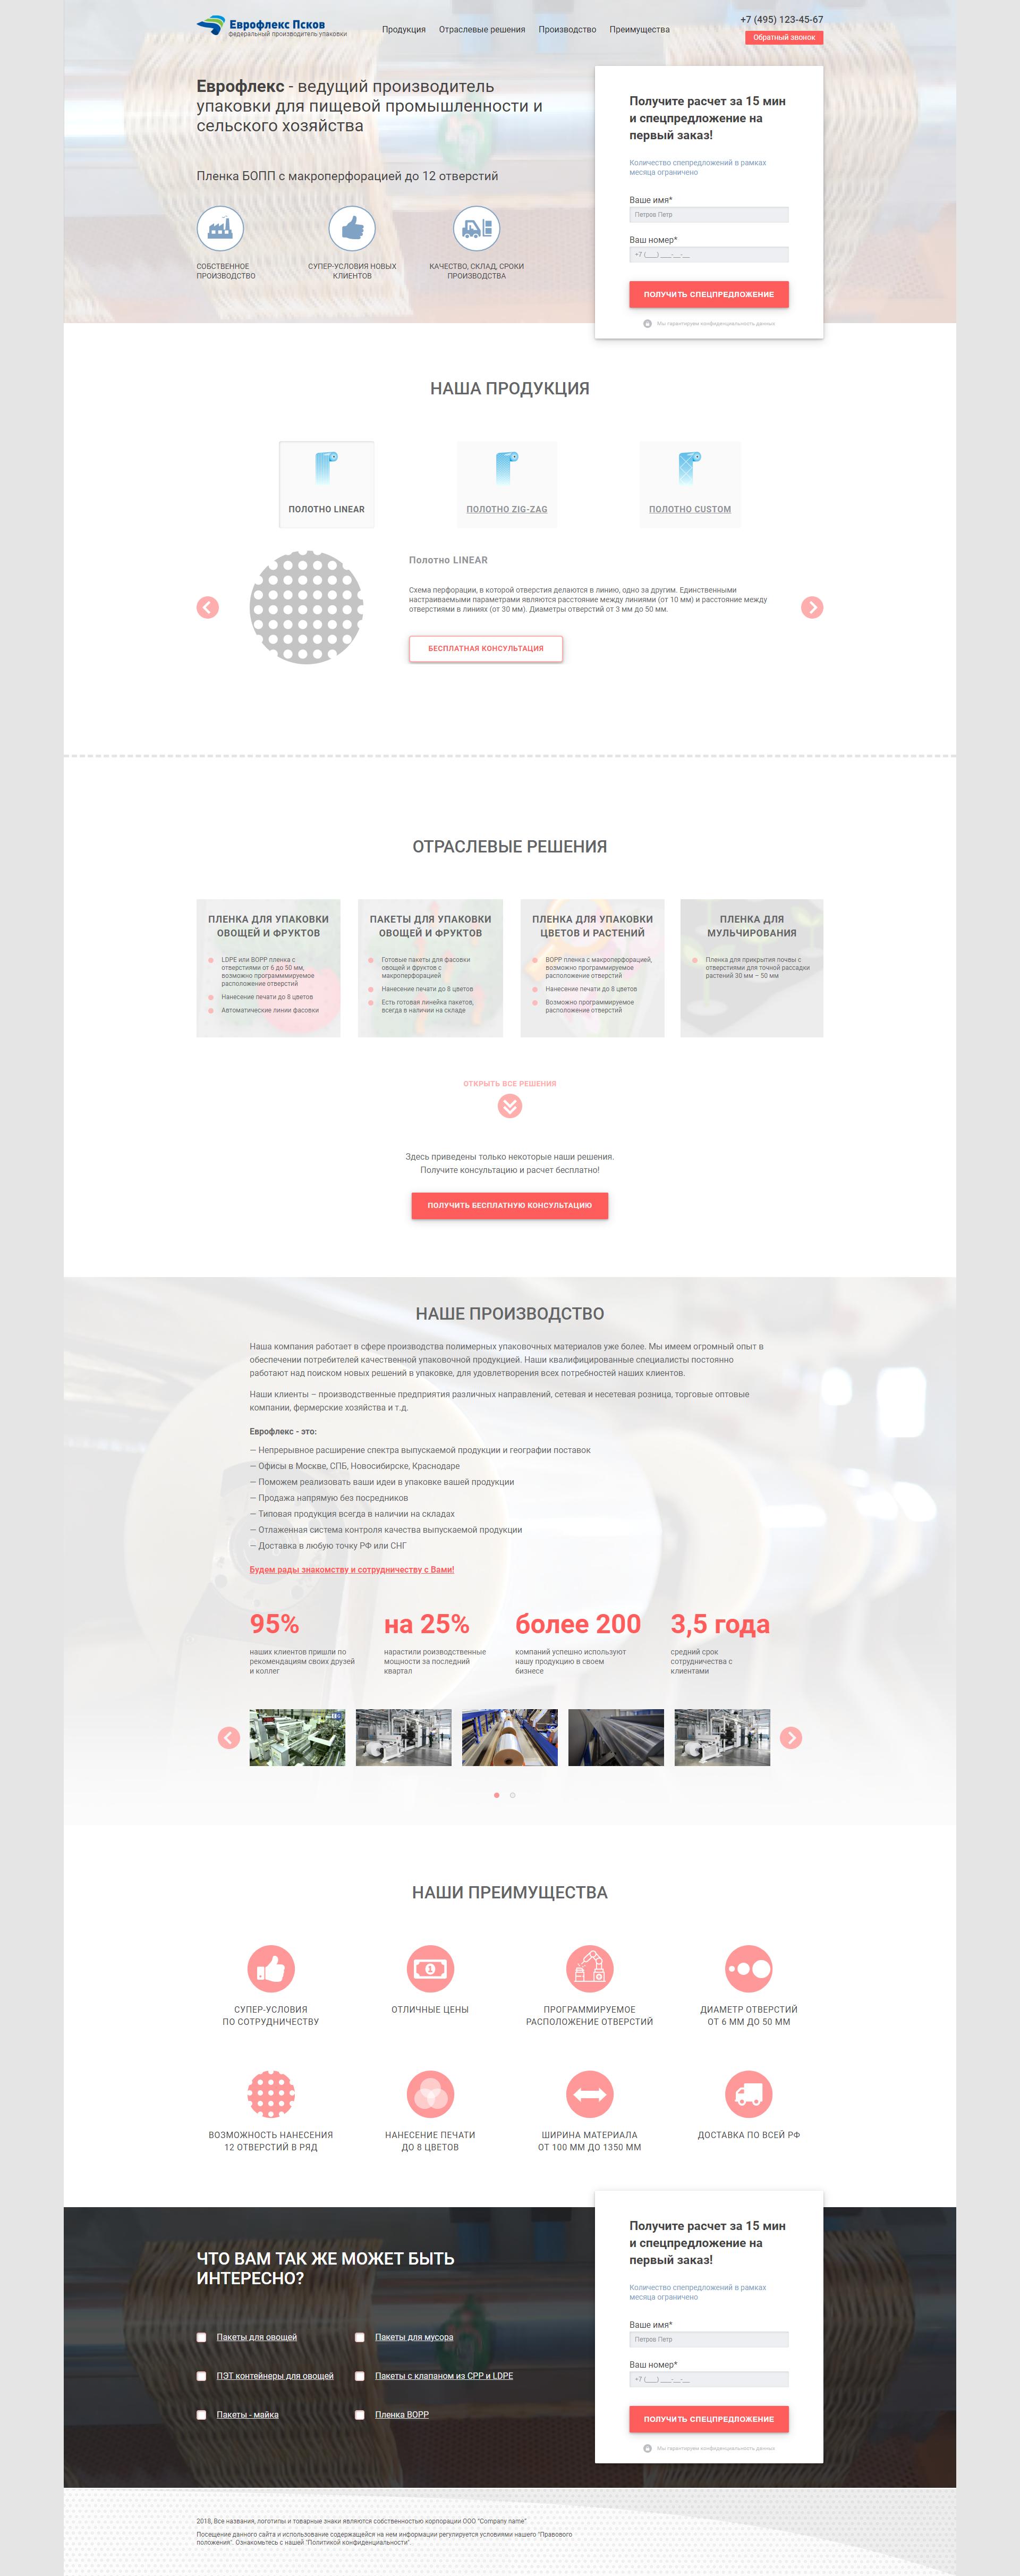 Еврофлекс Псков
федеральный производитель упаковки
Продукция Отраслевые решения Производство Преимущества
+7 (495) 123-45-67
Обратный звонок
Еврофлекс - ведущий производитель
упаковки для пищевой промышленности и
сельского хозяйства
Пленка БОПП с макроперфорацией до 12 отверстий
СОБСТВЕННОЕ
ПРОИЗВОДСТВО
СУПЕР-УСЛОВИЯ НОВЫХ
КЛИЕНТОВ
КАЧЕСТВО, СКЛАД, СРОКИ
ПРОИЗВОДСТВА
Получите расчет за 15 мин
и спецпредложение на
первый заказ!
Количество спепредложений в рамках
месяца ограничено
Ваше имя*
Петров Петр
Ваш номер*
+7 (___) ___-__-__
ПОЛУЧИТЬ СПЕЦПРЕДЛОЖЕНИЕ
Мы гарантируем конфиденциальность данных
НАША ПРОДУКЦИЯ
ПОЛОТНО LINEAR
ПОЛОТНО ZIG-ZAG
ПОЛОТНО CUSTOM
Полотно LINEAR
Схема перфорации, в которой отверстия делаются в линию, одно за другим. Единственными
настраиваемыми параметрами являются расстояние между линиями (от 10 мм) и расстояние между
отверстиями в линиях (от 30 мм). Диаметры отверстий от 3 мм до 50 мм.
БЕСПЛАТНАЯ КОНСУЛЬТАЦИЯ
ОТРАСЛЕВЫЕ РЕШЕНИЯ
ПЛЕНКА ДЛЯ УПАКОВКИ
ОВОЩЕЙ И ФРУКТОВ
LDPE или BOPP пленка с
отверстиями от 6 до 50 мм,
возможно программируемое
расположение отверстий
Нанесение печати до 8 цветов
Автоматические линии фасовки
ПАКЕТЫ ДЛЯ УПАКОВКИ
ОВОЩЕЙ И ФРУКТОВ
Готовые пакеты для фасовки
овощей и фруктов с
макроперфорацией
Нанесение печати до 8 цветов
Есть готовая линейка пакетов,
всегда в наличии на складе
ПЛЕНКА ДЛЯ УПАКОВКИ
ЦВЕТОВ И РАСТЕНИЙ
BOPP пленка с макроперфорацией,
возможно программируемое
расположение отверстий
Нанесение печати до 8 цветов
Возможно программируемое
расположение отверстий
ПЛЕНКА ДЛЯ
МУЛЬЧИРОВАНИЯ
Пленка для прикрытия почвы с
отверстиями для точной рассадки
растений 30 мм – 50 мм
ОТКРЫТЬ ВСЕ РЕШЕНИЯ
Здесь приведены только некоторые наши решения.
Получите консультацию и расчет бесплатно!
ПОЛУЧИТЬ БЕСПЛАТНУЮ КОНСУЛЬТАЦИЮ
НАШЕ ПРОИЗВОДСТВО
Наша компания работает в сфере производства полимерных упаковочных материалов уже более. Мы имеем огромный опыт в
обеспечении потребителей качественной упаковочной продукцией. Наши квалифицированные специалисты постоянно
работают над поиском новых решений в упаковке, для удовлетворения всех потребностей наших клиентов.
Наши клиенты – производственные предприятия различных направлений, сетевая и несетевая розница, торговые оптовые
компании, фермерские хозяйства и т.д.
Еврофлекс - это:
— Непрерывное расширение спектра выпускаемой продукции и географии поставок
— Офисы в Москве, СПБ, Новосибирске, Краснодаре
— Поможем реализовать ваши идеи в упаковке вашей продукции
— Продажа напрямую без посредников
— Типовая продукция всегда в наличии на складах
— Отлаженная система контроля качества выпускаемой продукции
— Доставка в любую точку РФ или СНГ
Будем рады знакомству и сотрудничеству с Вами!
95%
наших клиентов пришли по
рекомендациям своих друзей
и коллег
на 25%
нарастили роизводственные
мощности за последний
квартал
более 200
компаний успешно используют
нашу продукцию в своем
бизнесе
3,5 года
средний срок
сотрудничества с
клиентами
НАШИ ПРЕИМУЩЕСТВА
СУПЕР-УСЛОВИЯ
ПО СОТРУДНИЧЕСТВУ
ОТЛИЧНЫЕ ЦЕНЫ
ПРОГРАММИРУЕМОЕ
РАСПОЛОЖЕНИЕ ОТВЕРСТИЙ
ДИАМЕТР ОТВЕРСТИЙ
ОТ 6 ММ ДО 50 ММ
ВОЗМОЖНОСТЬ НАНЕСЕНИЯ
12 ОТВЕРСТИЙ В РЯД
НАНЕСЕНИЕ ПЕЧАТИ
ДО 8 ЦВЕТОВ
ШИРИНА МАТЕРИАЛА
ОТ 100 ММ ДО 1350 ММ
ДОСТАВКА ПО ВСЕЙ РФ
ЧТО ВАМ ТАК ЖЕ МОЖЕТ БЫТЬ
ИНТЕРЕСНО?
Пакеты для овощей
Пакеты для мусора
ПЭТ контейнеры для овощей
Пакеты с клапаном из CPP и LDPE
Пакеты - майка
Пленка BOPP
Получите расчет за 15 мин
и спецпредложение на
первый заказ!
Количество спепредложений в рамках
месяца ограничено
Ваше имя*
Петров Петр
Ваш номер*
+7 (___) ___-__-__
ПОЛУЧИТЬ СПЕЦПРЕДЛОЖЕНИЕ
Мы гарантируем конфиденциальность данных
2018, Все названия, логотипы и товарные знаки являются собственностью корпорации ООО "Company name"
Посещение данного сайта и использование содержащейся на нем информации регулируется условиями нашего "Правового
положения". Ознакомьтесь с нашей "Политикой конфиденциальности".